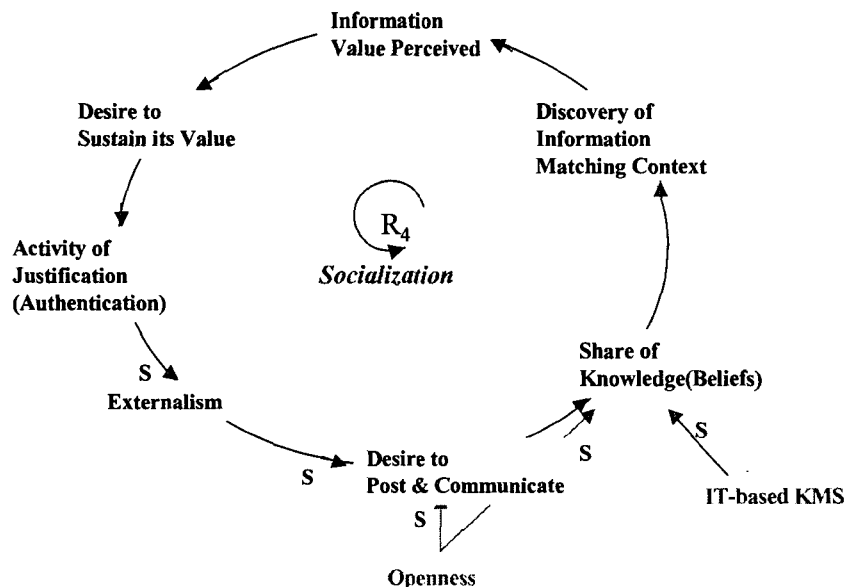 Information
Value Perceived
Desire to
Sustain its Value
Discovery of
Information
Matching Context
R4
Socialization
Activity of
Justification
(Authentication)
S
Externalism
Share of
Knowledge(Beliefs)
S
Desire to
Post & Communicate
S
S
S
IT-based KMS
Openness